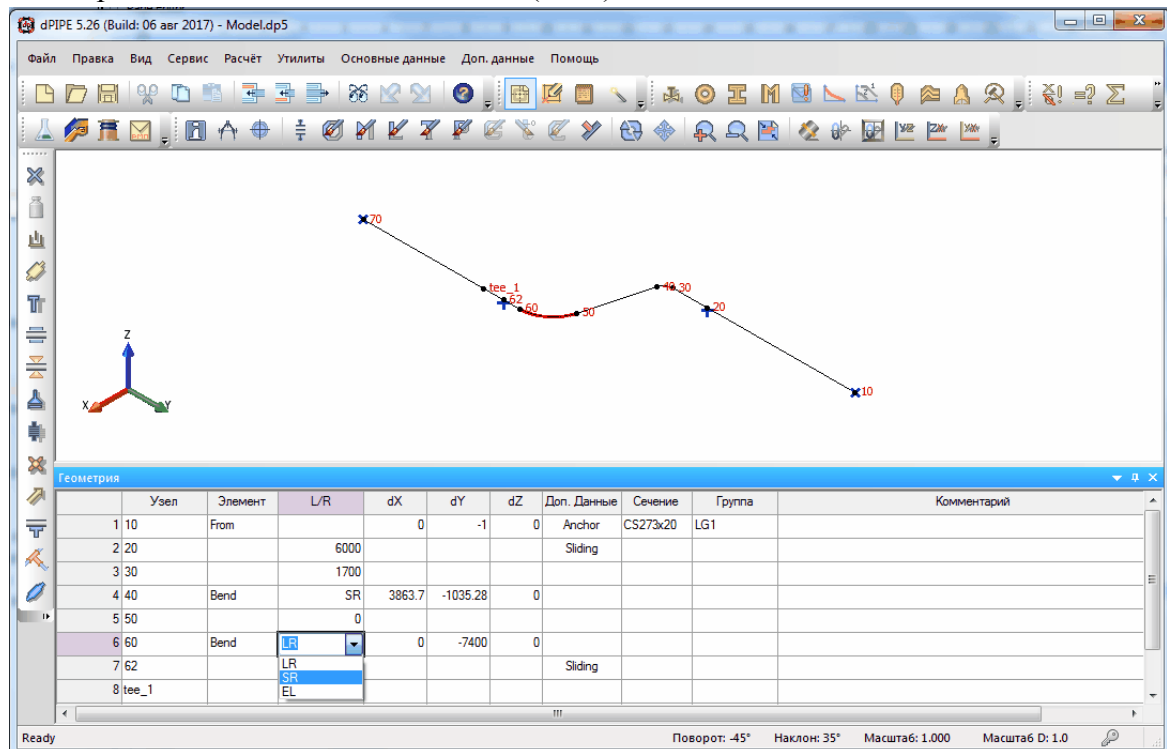 dPIPE 5.26 (Build: 06 авг 2017) - Model.dp5
Файл Правка Вид Сервис Расчёт Утилиты Основные данные Доп. данные Помощь
70
tee_1
62
60
50
40 30
20
10
Z
X Y
Геометрия
Узел Элемент L/R dX dY dZ Доп. Данные Сечение Группа Комментарий
1 10 From 0 -1 0 Anchor CS273x20 LG1
2 20 6000 Sliding
3 30 1700
4 40 Bend SR 3863.7 -1035.28 0
5 50 0
6 60 Bend LR 0 -7400 0
7 62 LR Sliding
SR
8 tee_1 EL
Ready Поворот: -45° Наклон: 35° Масштаб: 1.000 Масштаб D: 1.0